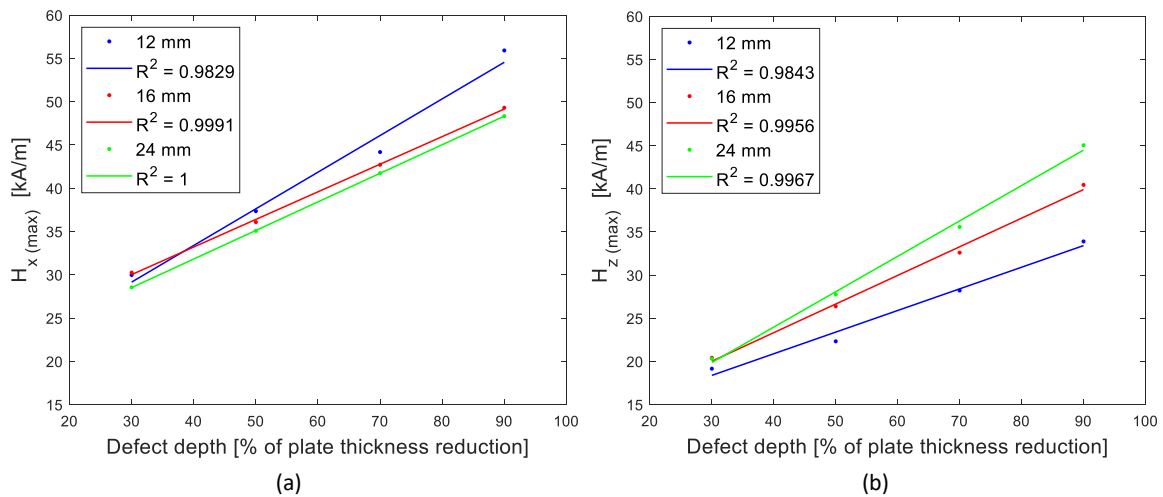 60
55
50
45
40
35
30
25
20
15
H x (max) [kA/m]
12 mm
R² = 0.9829
16 mm
R² = 0.9991
24 mm
R² = 1
20 30 40 50 60 70 80 90 100
Defect depth [% of plate thickness reduction]
(a)
60
55
50
45
40
35
30
25
20
15
H z (max) [kA/m]
12 mm
R² = 0.9843
16 mm
R² = 0.9956
24 mm
R² = 0.9967
20 30 40 50 60 70 80 90 100
Defect depth [% of plate thickness reduction]
(b)